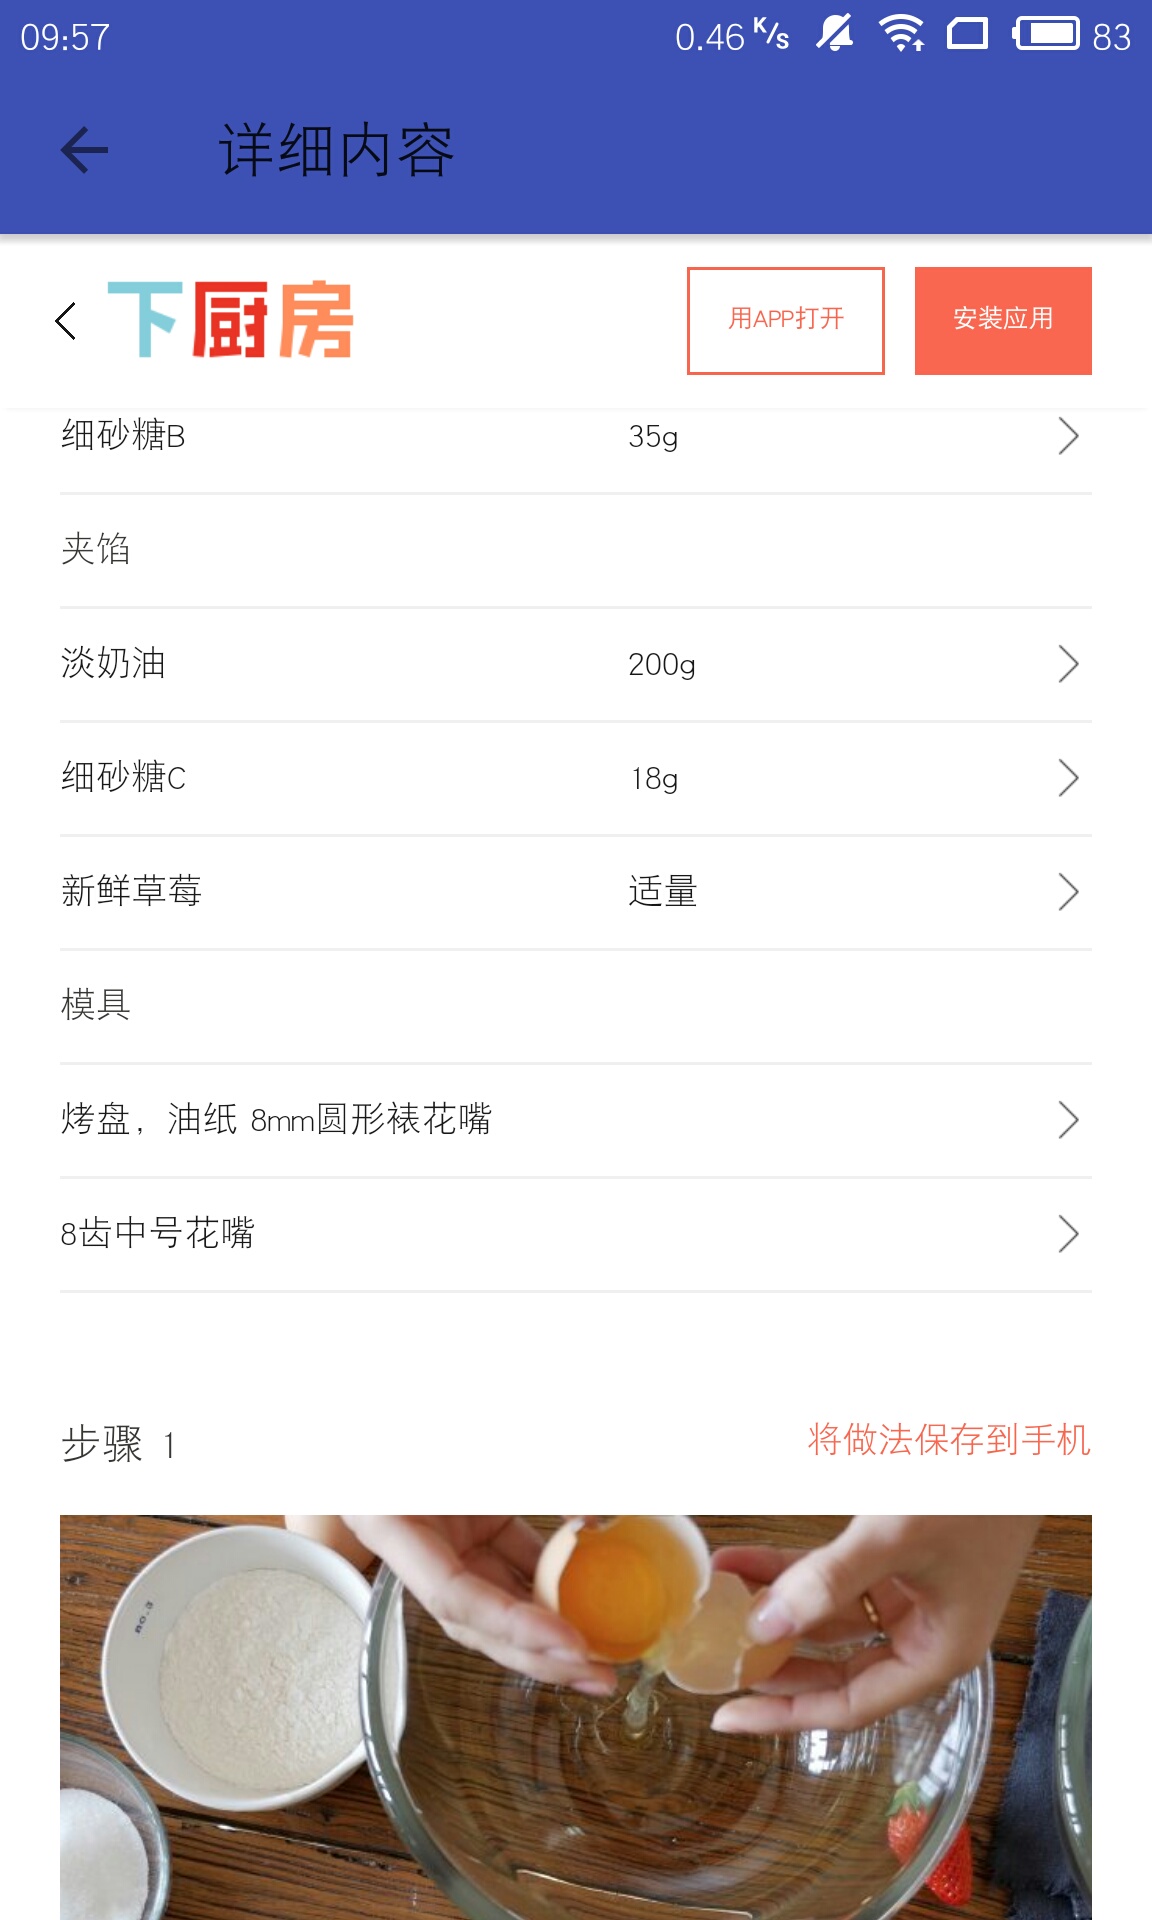 09:57 0.46 K/s 83
详细内容
下厨房 用APP打开 安装应用
细砂糖B 35g
夹馅
淡奶油 200g
细砂糖C 18g
新鲜草莓 适量
模具
烤盘，油纸 8mm圆形裱花嘴
8齿中号花嘴
步骤 1 将做法保存到手机